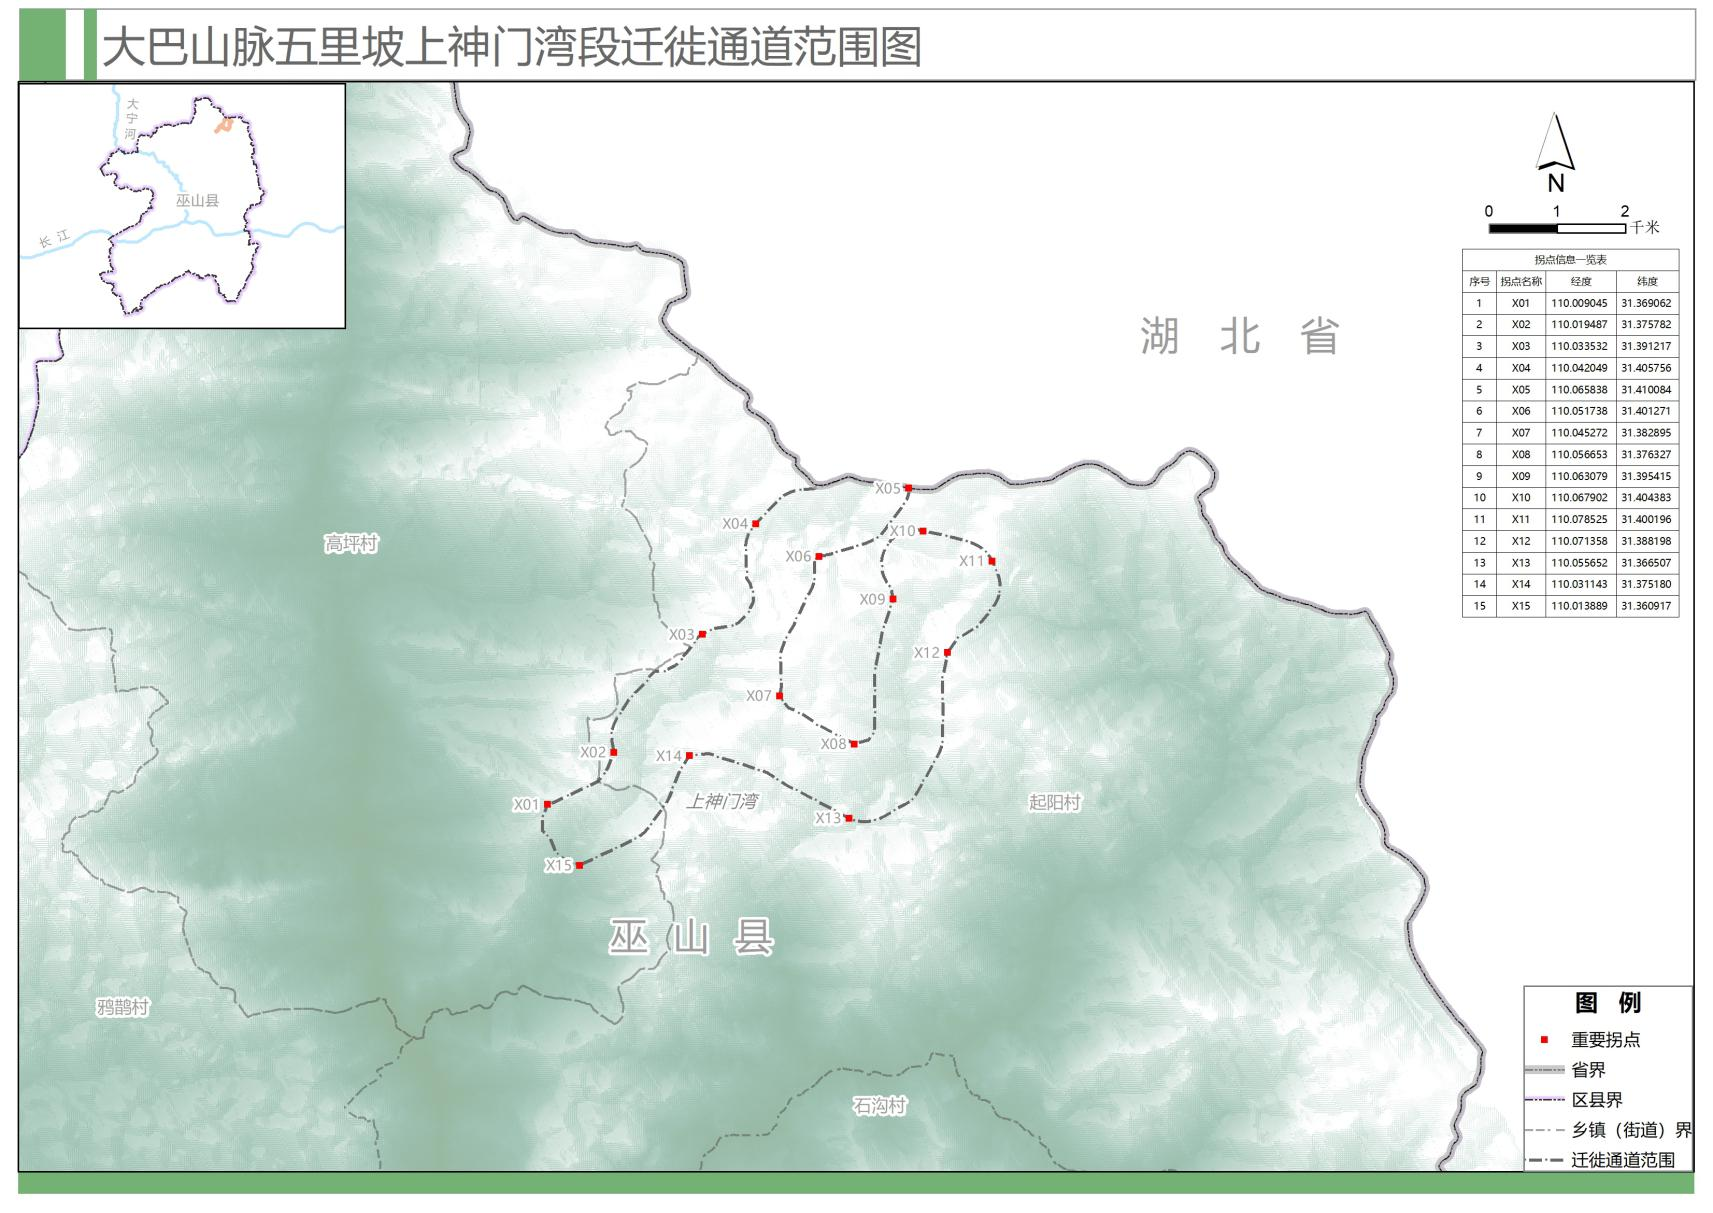 大巴山脉五里坡上神门湾段迁徙通道范围图
大宁河
巫山县
长江
N
0 1 2
千米
湖北省
拐点信息一览表
序号 拐点名称 经度 纬度
1 X01 110.009045 31.369062
2 X02 110.019487 31.375782
3 X03 110.033532 31.391217
4 X04 110.042049 31.405756
5 X05 110.065838 31.410084
6 X06 110.051738 31.401271
7 X07 110.045272 31.382895
8 X08 110.056653 31.376327
9 X09 110.063079 31.395415
10 X10 110.067902 31.404383
11 X11 110.078525 31.400196
12 X12 110.071358 31.388198
13 X13 110.055652 31.366507
14 X14 110.031143 31.375180
15 X15 110.013889 31.360917
X05
X04
X10
高坪村
X06
X11
X09
X03
X12
X07
X08
X02
X14
X01
上神门湾
起阳村
X13
X15
巫山县
鸦鹊村
石沟村
图例
重要拐点
省界
区县界
乡镇（街道）界
迁徙通道范围